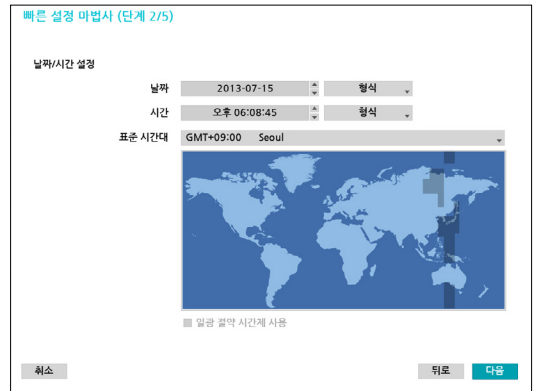 빠른 설정 마법사 (단계 2/5)
날짜/시간 설정
날짜 2013-07-15 형식
시간 오후 06:08:45 형식
표준 시간대 GMT+09:00 Seoul
일광 절약 시간제 사용
취소 뒤로 다음